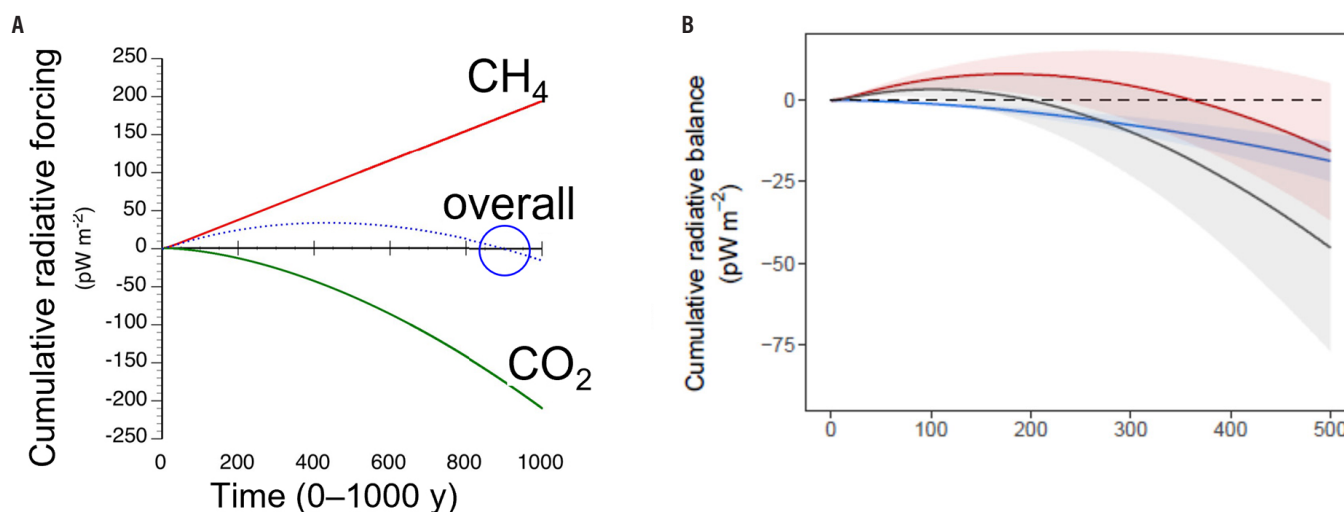 A
Cumulative radiative forcing
(pW m-2)
250
200
150
100
50
0
-50
-100
-150
-200
-250
CH4
overall
CO2
0 200 400 600 800 1000
Time (0–1000 y)
B
Cumulative radiative balance
(pW m−2)
0
−25
−50
−75
0 100 200 300 400 500